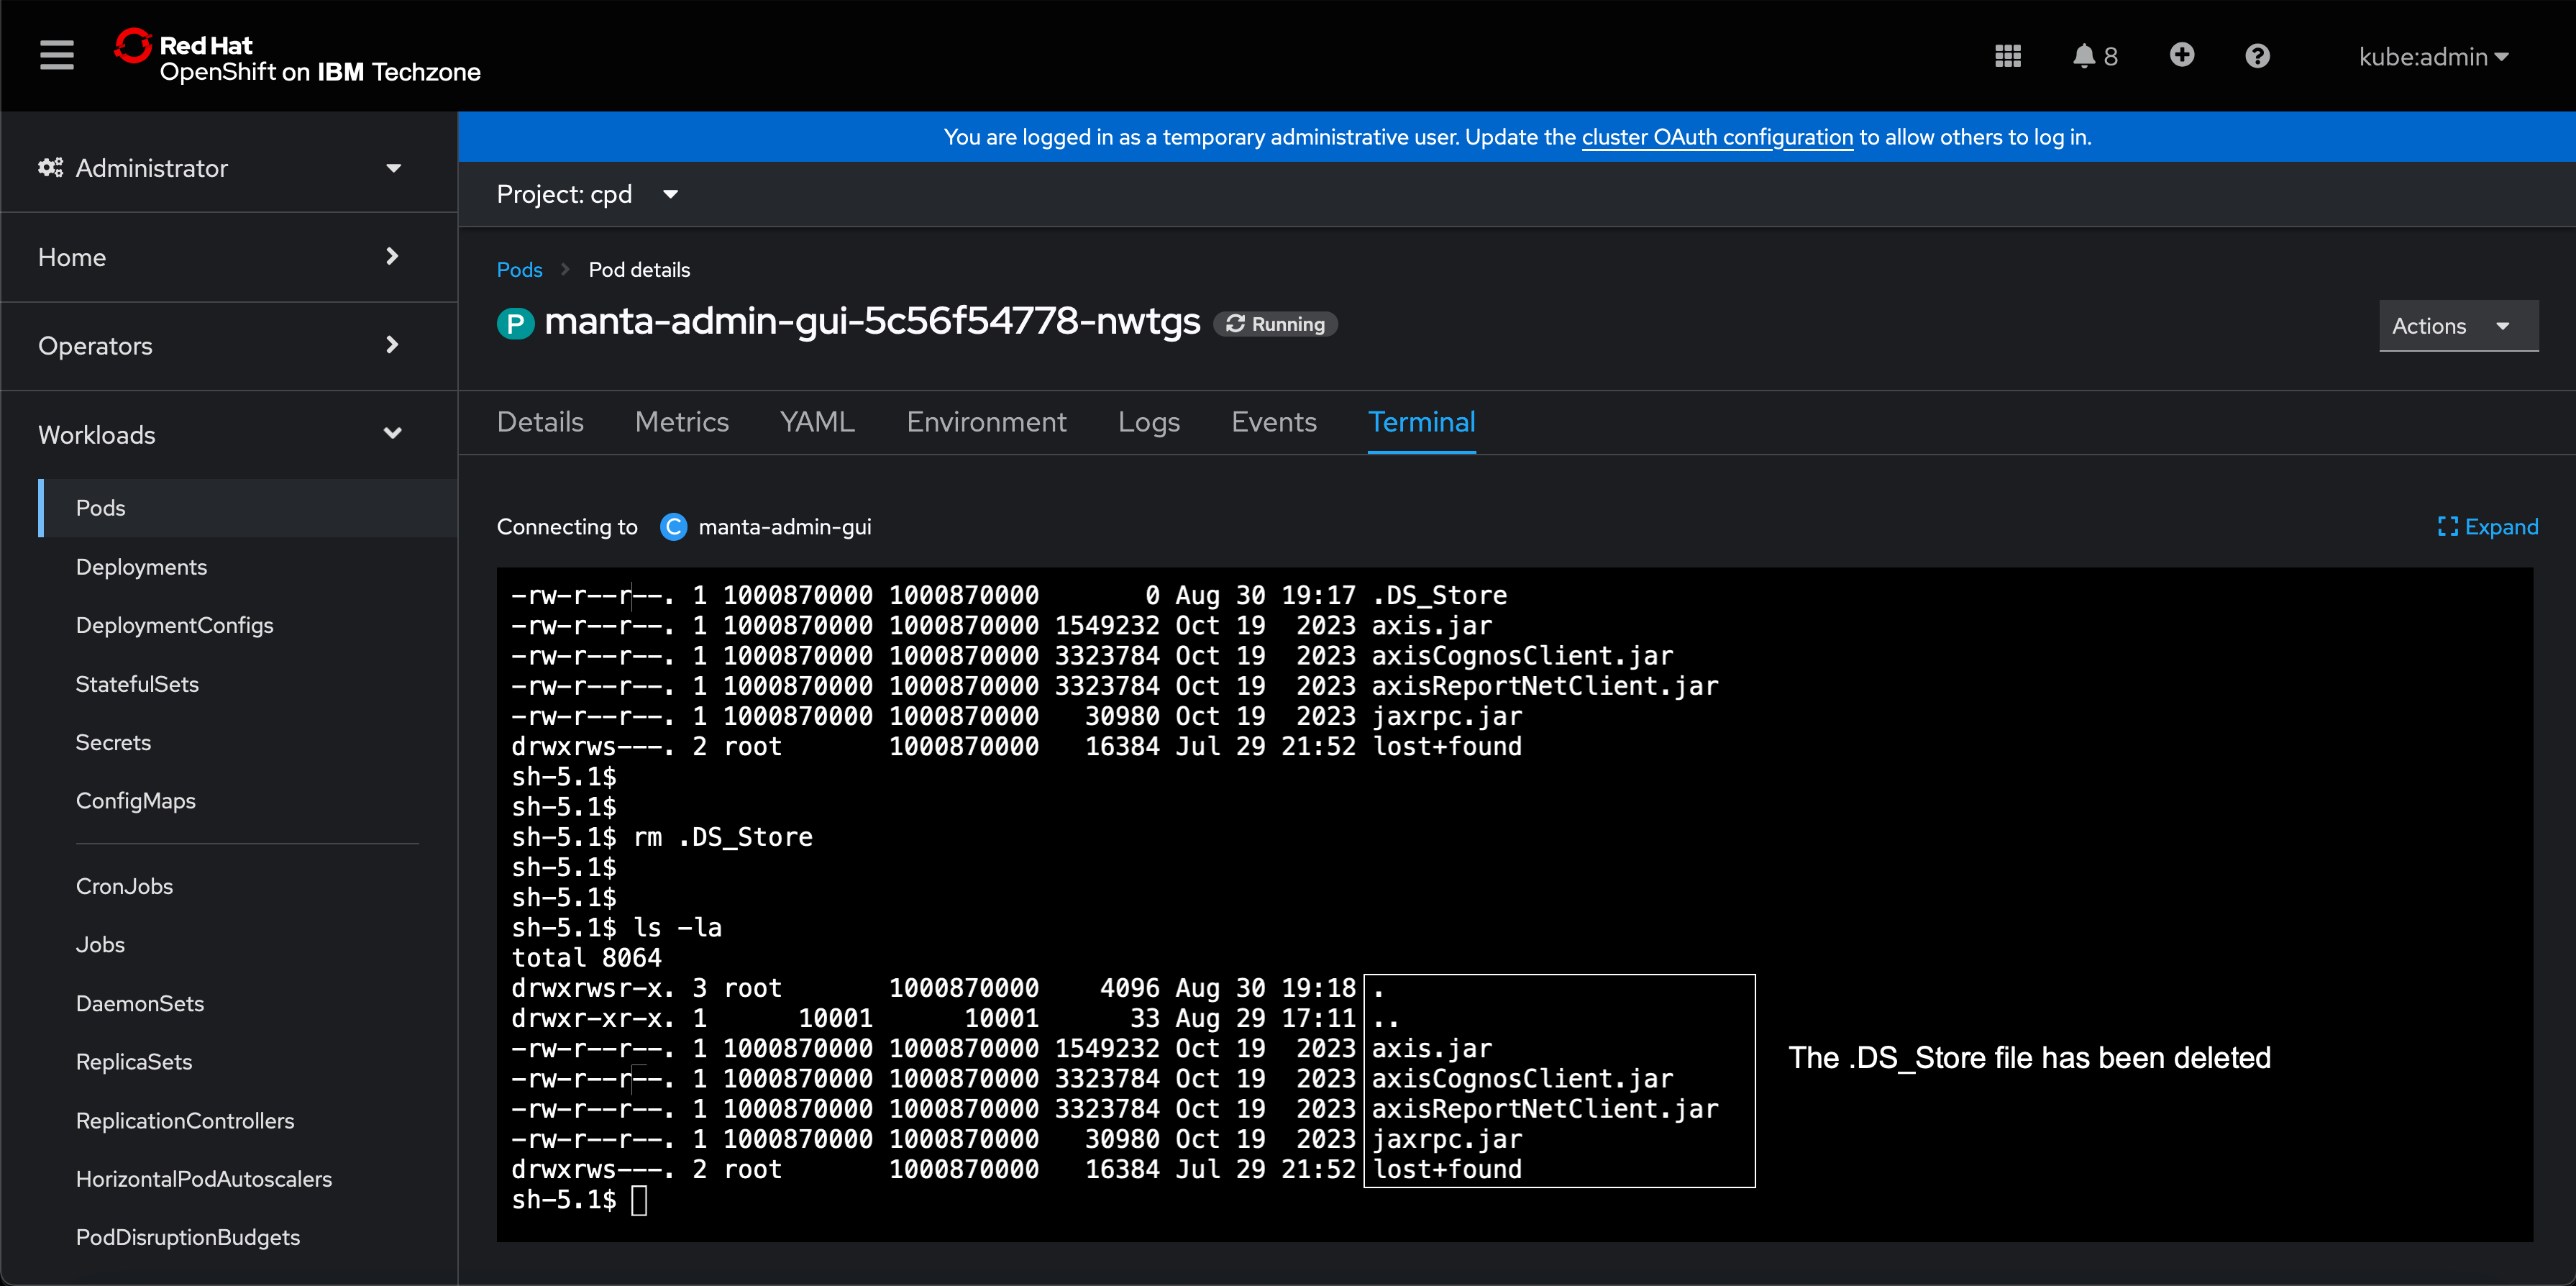 Red Hat
OpenShift on IBM Techzone
8
kube:admin
You are logged in as a temporary administrative user. Update the cluster OAuth configuration to allow others to log in.
Administrator
Home
Operators
Workloads
Pods
Deployments
DeploymentConfigs
StatefulSets
Secrets
ConfigMaps
CronJobs
Jobs
DaemonSets
ReplicaSets
ReplicationControllers
HorizontalPodAutoscalers
PodDisruptionBudgets
Project: cpd
Pods > Pod details
P manta-admin-gui-5c56f54778-nwtgs Running
Actions
Details Metrics YAML Environment Logs Events Terminal
Connecting to C manta-admin-gui
Expand
-rw-r--r--. 1 1000870000 1000870000       0 Aug 30 19:17 .DS_Store
-rw-r--r--. 1 1000870000 1000870000 1549232 Oct 19  2023 axis.jar
-rw-r--r--. 1 1000870000 1000870000 3323784 Oct 19  2023 axisCognosClient.jar
-rw-r--r--. 1 1000870000 1000870000 3323784 Oct 19  2023 axisReportNetClient.jar
-rw-r--r--. 1 1000870000 1000870000   30980 Oct 19  2023 jaxrpc.jar
drwxrws---. 2 root       1000870000   16384 Jul 29 21:52 lost+found
sh-5.1$
sh-5.1$
sh-5.1$ rm .DS_Store
sh-5.1$
sh-5.1$
sh-5.1$ ls -la
total 8064
drwxrwsr-x. 3 root       1000870000    4096 Aug 30 19:18 .
drwxr-xr-x. 1      10001      10001      33 Aug 29 17:11 ..
-rw-r--r--. 1 1000870000 1000870000 1549232 Oct 19  2023 axis.jar
-rw-r--r--. 1 1000870000 1000870000 3323784 Oct 19  2023 axisCognosClient.jar
-rw-r--r--. 1 1000870000 1000870000 3323784 Oct 19  2023 axisReportNetClient.jar
-rw-r--r--. 1 1000870000 1000870000   30980 Oct 19  2023 jaxrpc.jar
drwxrws---. 2 root       1000870000   16384 Jul 29 21:52 lost+found
sh-5.1$
The .DS_Store file has been deleted